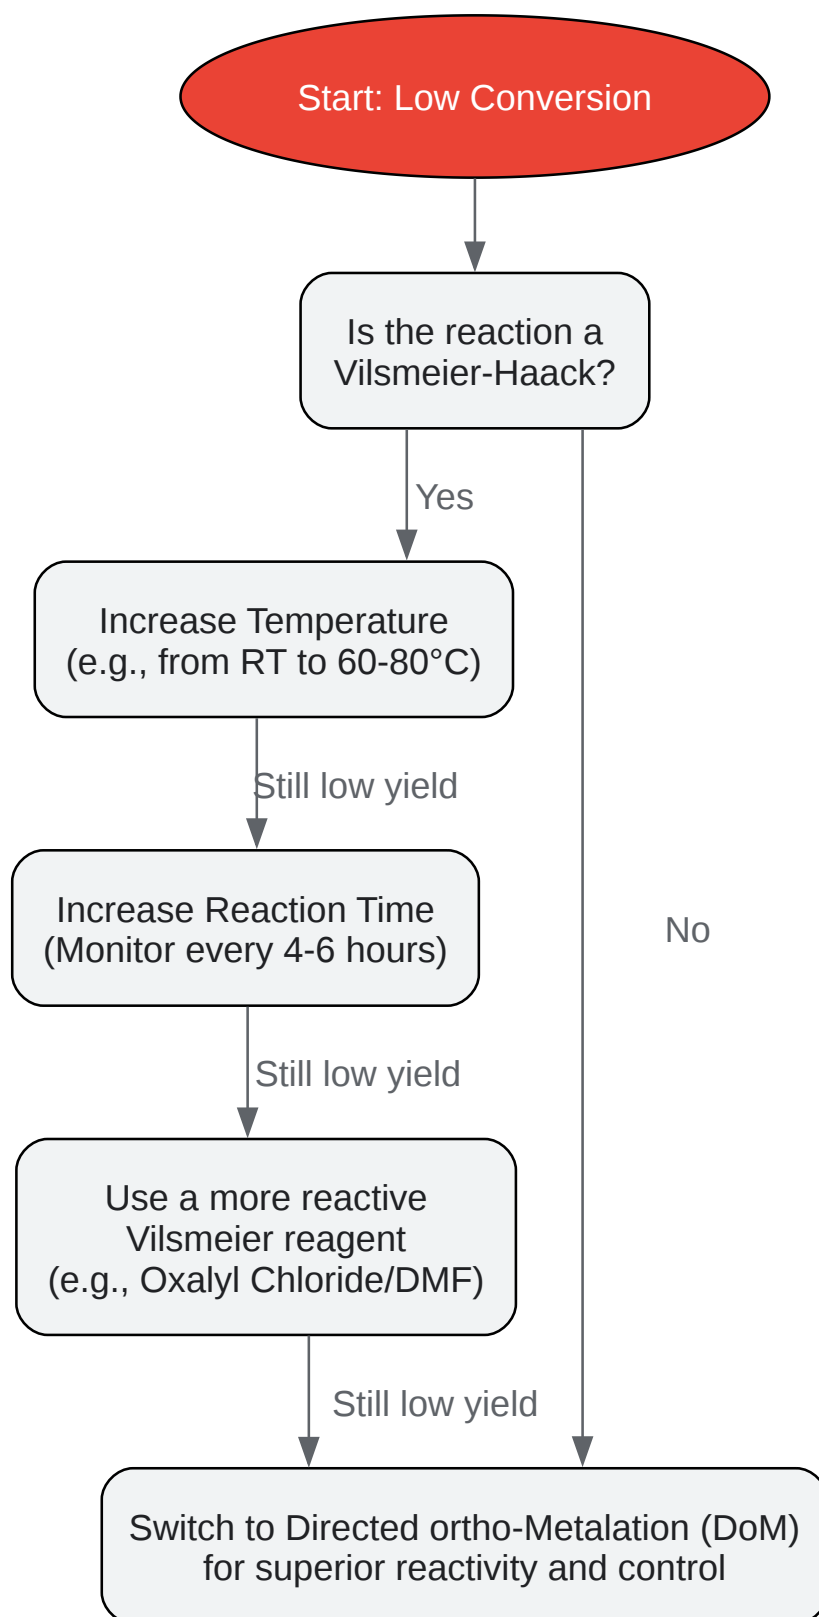 Start: Low Conversion
Is the reaction a
Vilsmeier-Haack?
Yes
Increase Temperature
(e.g., from RT to 60-80°C)
Still low yield
Increase Reaction Time
(Monitor every 4-6 hours)
No
Still low yield
Use a more reactive
Vilsmeier reagent
(e.g., Oxalyl Chloride/DMF)
Still low yield
Switch to Directed ortho-Metalation (DoM)
for superior reactivity and control